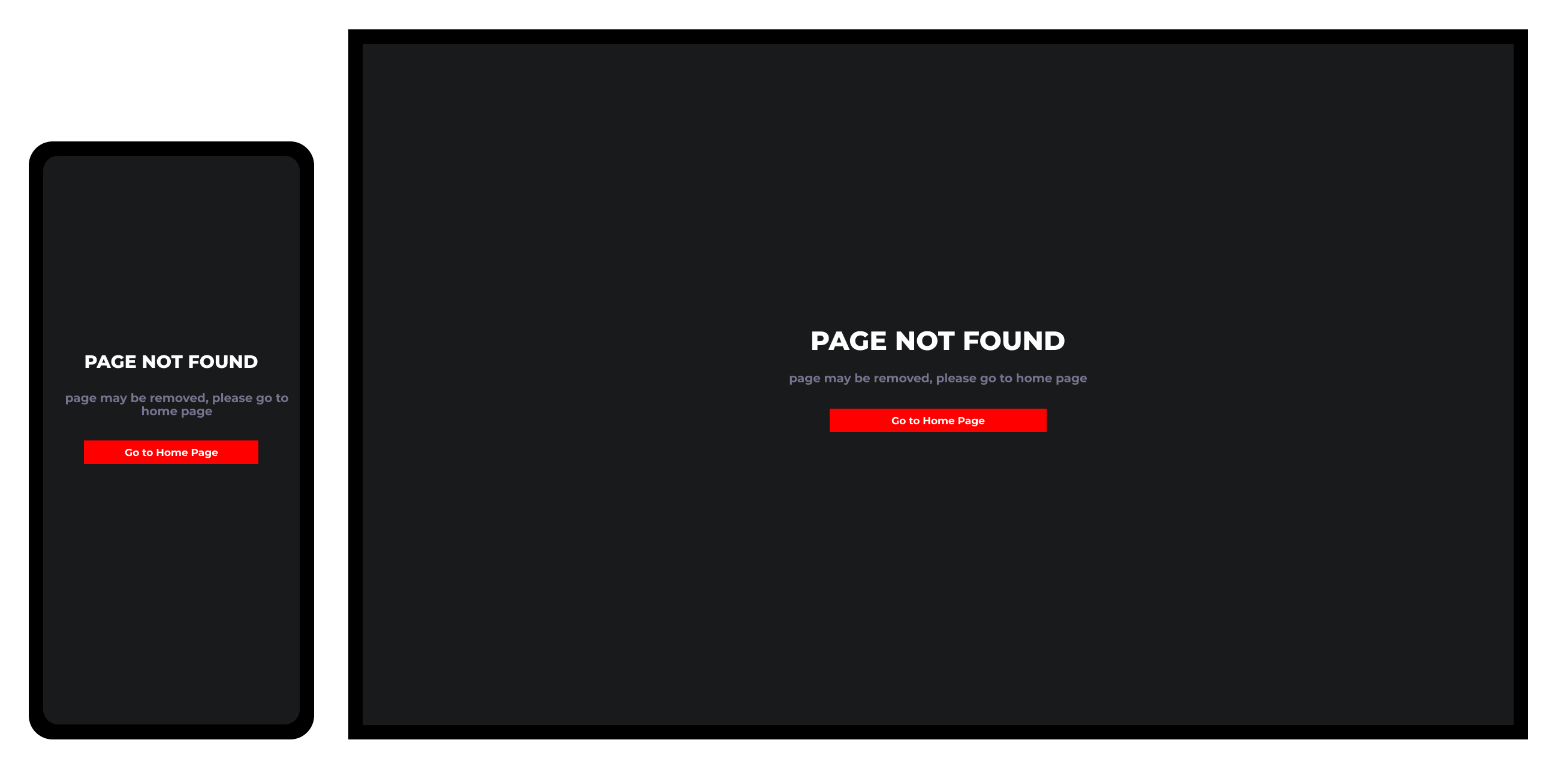 PAGE NOT FOUND
page may be removed, please go to
home page
Go to Home Page
PAGE NOT FOUND
page may be removed, please go to home page
Go to Home Page